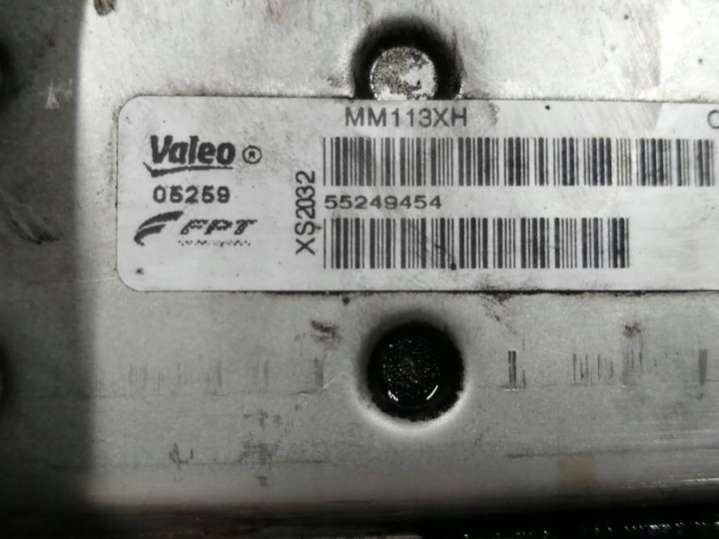 MM113XH
Valeo ®
05259
FPT
XS2032
55249454